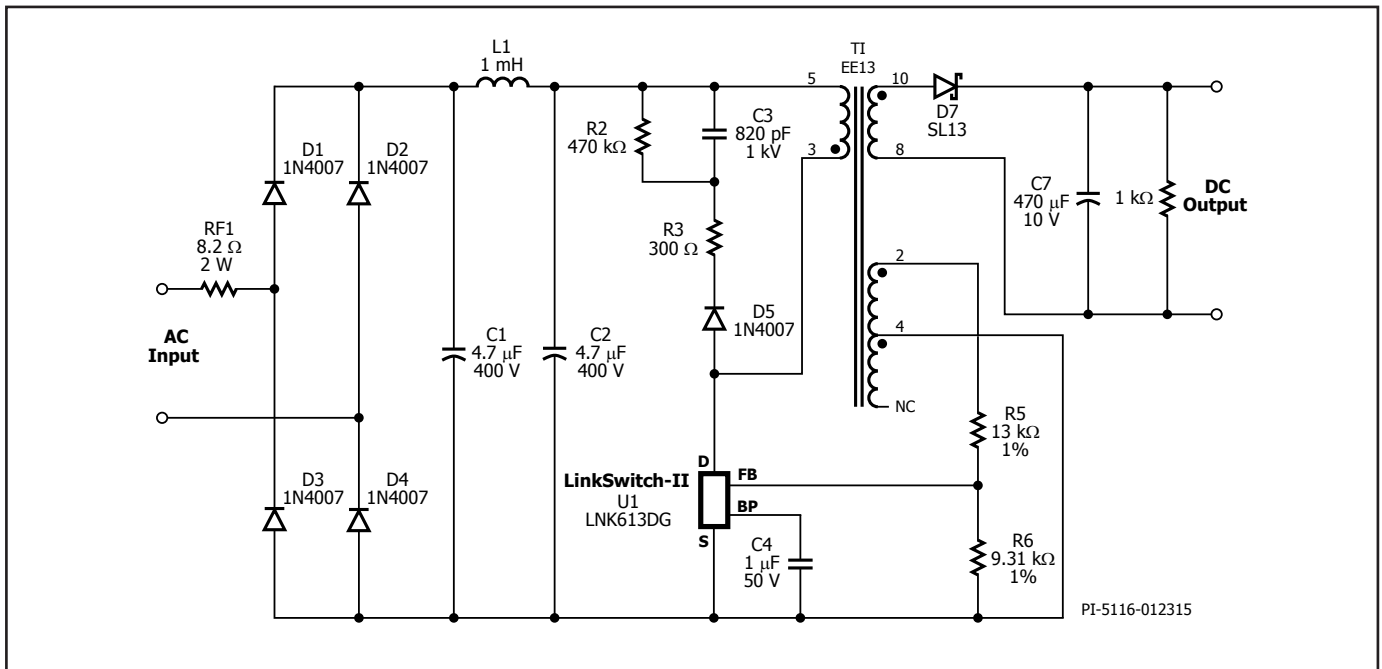 L1
1 mH
TI
EE13
5
10
D7
SL13
R2
470 kΩ
C3
820 pF
1 kV
3
8
D1
1N4007
D2
1N4007
C7
470 µF
10 V
1 kΩ
DC
Output
RF1
8.2 Ω
2 W
R3
300 Ω
2
AC
Input
C1
4.7 µF
400 V
C2
4.7 µF
400 V
D5
1N4007
4
NC
R5
13 kΩ
1%
D3
1N4007
D4
1N4007
LinkSwitch-II
U1
LNK613DG
D
FB
BP
S
C4
1 µF
50 V
R6
9.31 kΩ
1%
PI-5116-012315